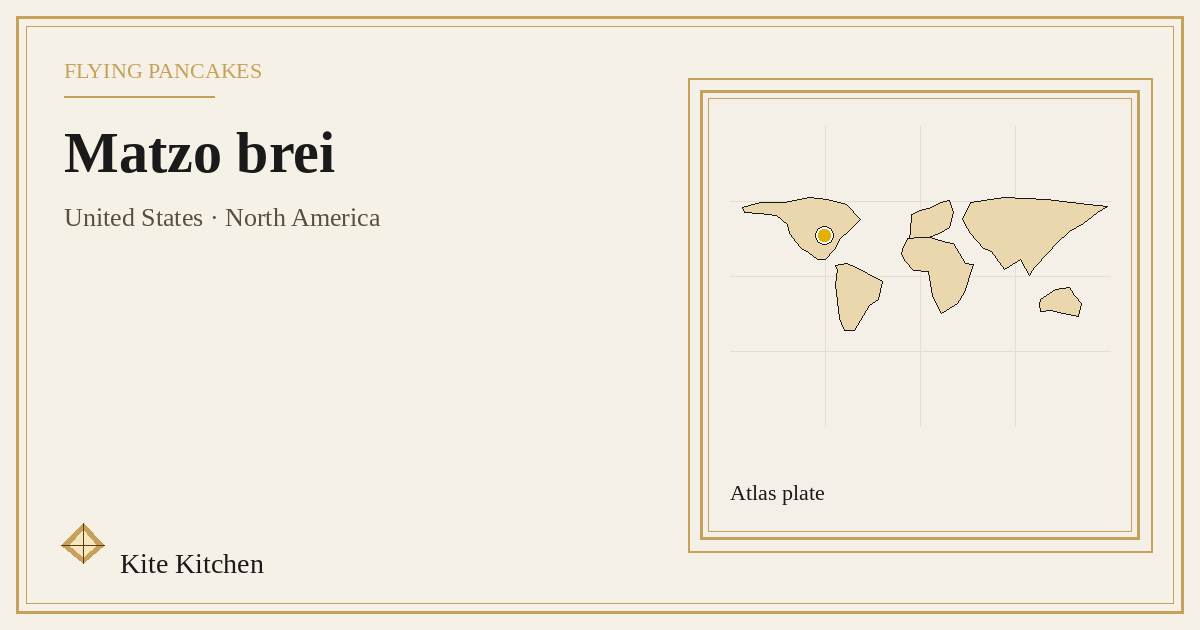 FLYING PANCAKES
Matzo brei
United States · North America
Atlas plate
Kite Kitchen